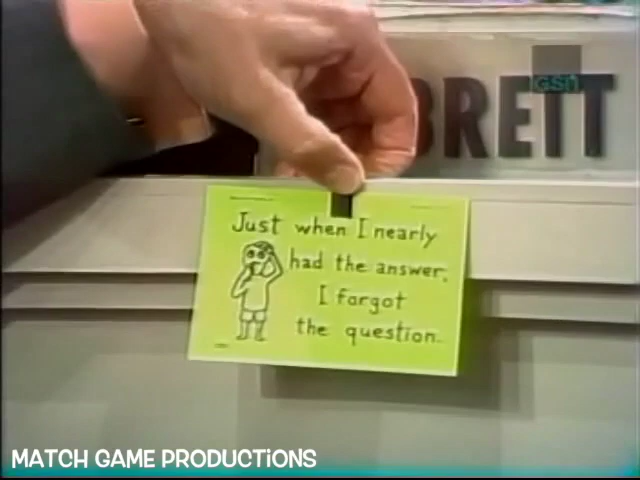 BRETT
GSN
Just when I nearly
had the answer,
I forgot
the question.
MATCH GAME PRODUCTIONS